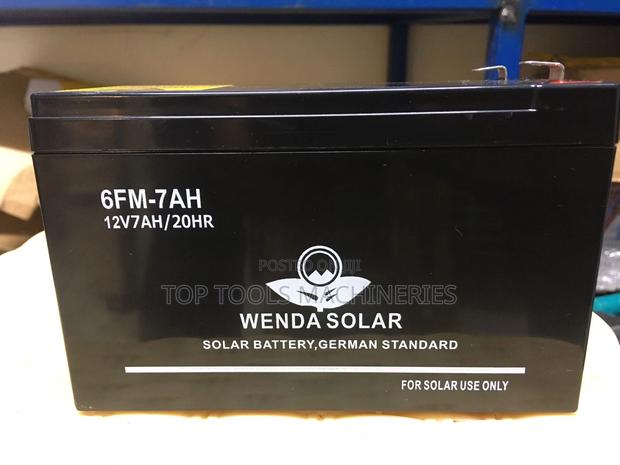 6FM-7AH
12V7AH/20HR
POSTED ON JIJI
TOP TOOLS MACHINERIES
WENDA SOLAR
SOLAR BATTERY,GERMAN STANDARD
FOR SOLAR USE ONLY